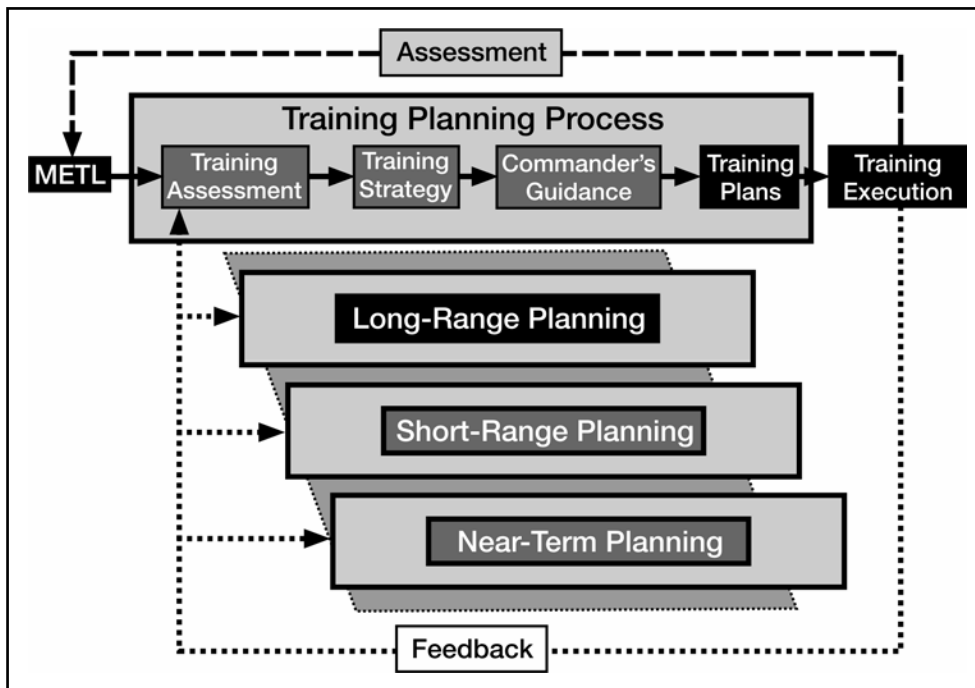 Assessment
Training Planning Process
METL
Training
Assessment
Training
Strategy
Commander's
Guidance
Training
Plans
Training
Execution
Long-Range Planning
Short-Range Planning
Near-Term Planning
Feedback